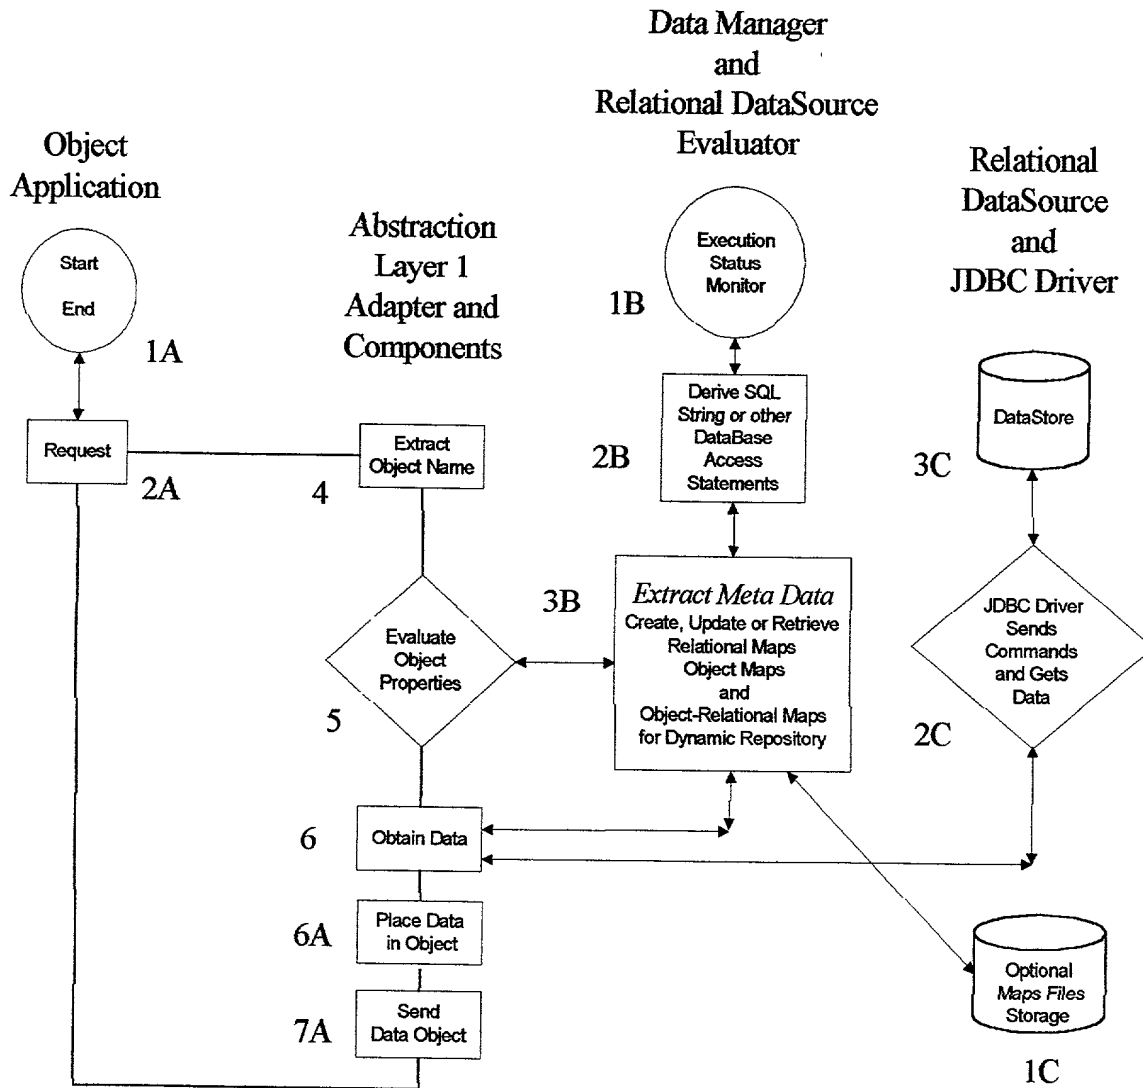 Object
Application
Start
End
1A
Request
2A
Abstraction
Layer 1
Adapter and
Components
Extract
Object Name
4
Evaluate
Object
Properties
5
6
Obtain Data
6A
Place Data
in Object
7A
Send
Data Object
Data Manager
and
Relational DataSource
Evaluator
Execution
Status
Monitor
1B
Derive SQL
String or other
DataBase
Access
Statements
2B
3B
Extract Meta Data
Create, Update or Retrieve
Relational Maps
Object Maps
and
Object-Relational Maps
for Dynamic Repository
Relational
DataSource
and
JDBC Driver
DataStore
3C
JDBC Driver
Sends
Commands
and Gets
Data
2C
Optional
Maps Files
Storage
1C